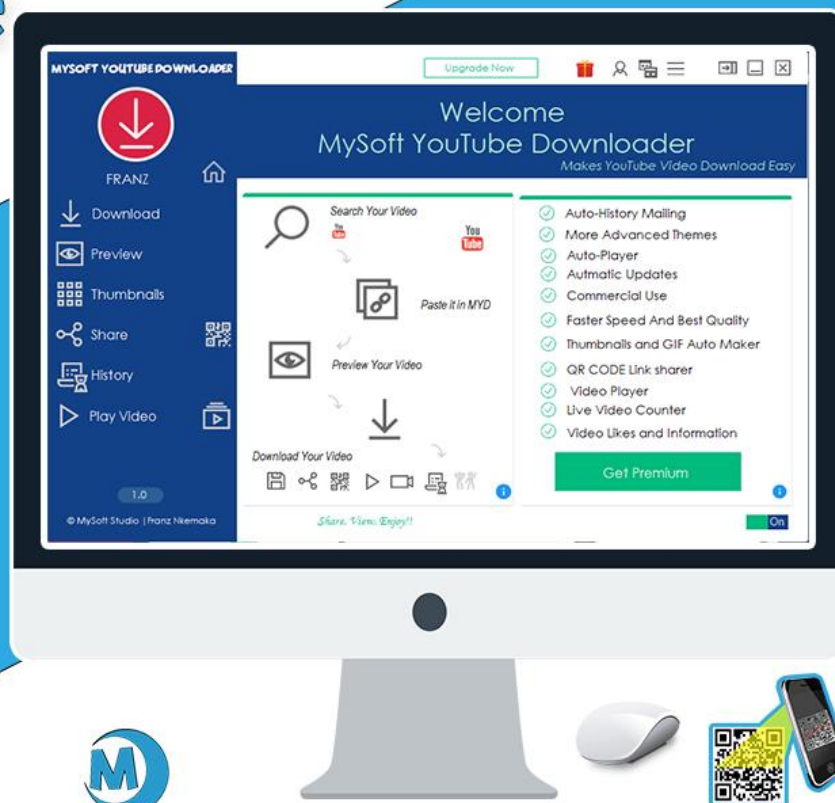 MYSOFT YOUTUBE DOWNLOADER
Upgrade Now
FRANZ
Download
Preview
Thumbnails
Share
History
Play Video
1.0
© MySoft Studio | Franz Nkemaka
Welcome
MySoft YouTube Downloader
Makes YouTube Video Download Easy
Search Your Video
You
Tube
You
Tube
Paste it in MYD
Preview Your Video
Download Your Video
Share, View, Enjoy!!
Auto-History Mailing
More Advanced Themes
Auto-Player
Autmatic Updates
Commercial Use
Faster Speed And Best Quality
Thumbnails and GIF Auto Maker
QR CODE Link sharer
Video Player
Live Video Counter
Video Likes and Information
Get Premium
On
M